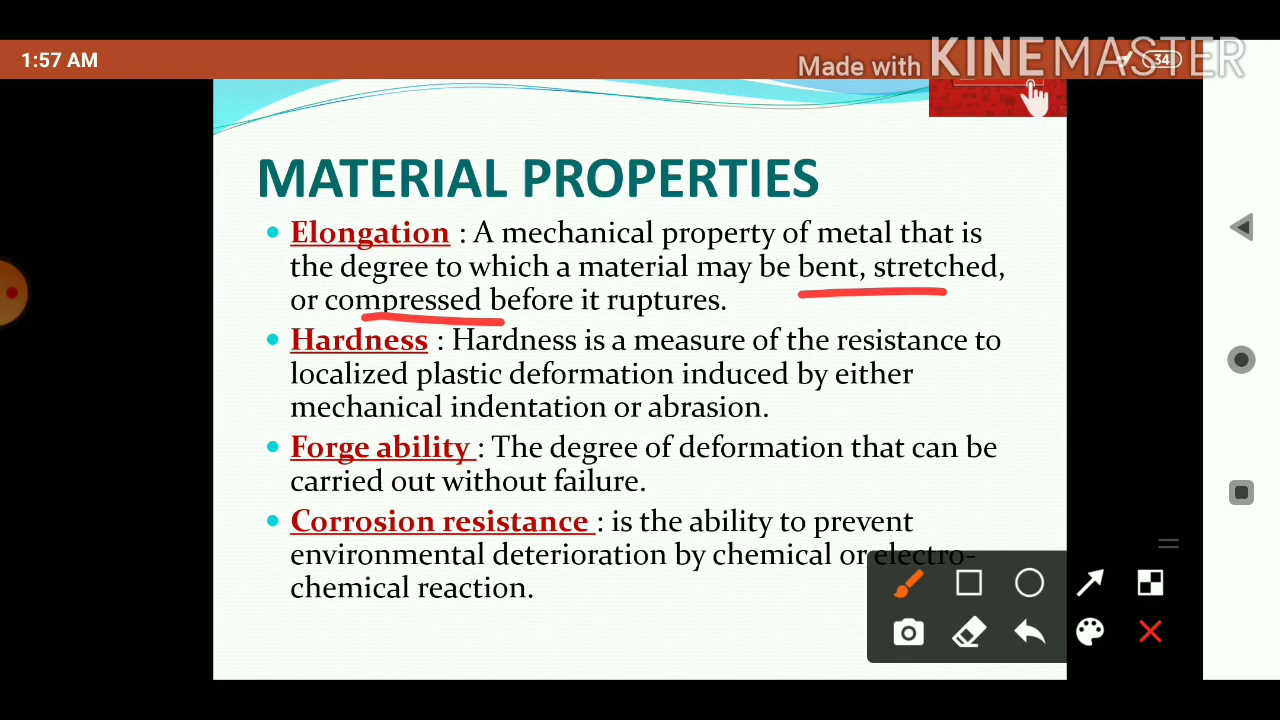 1:57 AM
Made with KINEMASTER
34
MATERIAL PROPERTIES
• Elongation : A mechanical property of metal that is
the degree to which a material may be bent, stretched,
or compressed before it ruptures.
• Hardness : Hardness is a measure of the resistance to
localized plastic deformation induced by either
mechanical indentation or abrasion.
• Forge ability : The degree of deformation that can be
carried out without failure.
• Corrosion resistance : is the ability to prevent
environmental deterioration by chemical or electro-
chemical reaction.